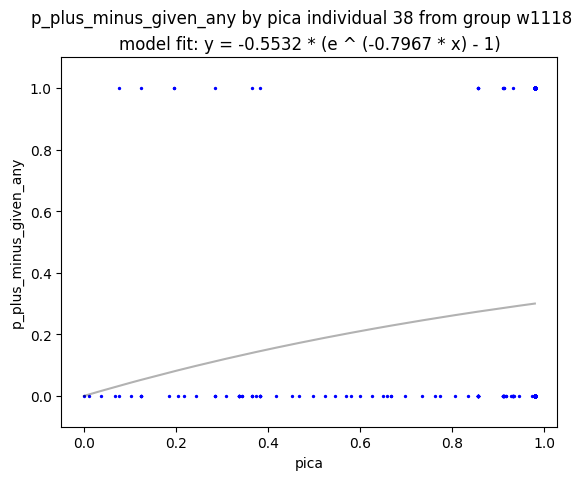 p_plus_minus_given_any by pica individual 38 from group w1118
model fit: y = -0.5532 * (e ^ (-0.7967 * x) - 1)
1.0
0.8
0.6
0.4
0.2
0.0
p_plus_minus_given_any
0.0 0.2 0.4 0.6 0.8 1.0
pica